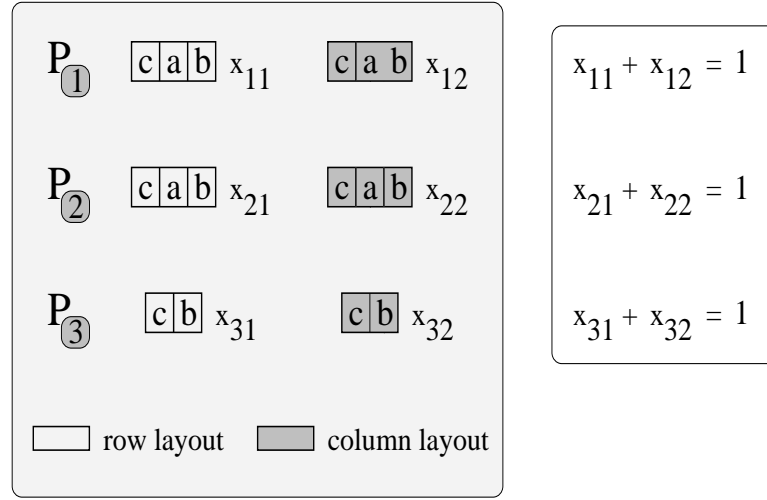 P1 c a b x11 c a b x12 x11 + x12 = 1
P2 c a b x21 c a b x22 x21 + x22 = 1
P3 c b x31 c b x32 x31 + x32 = 1
row layout column layout